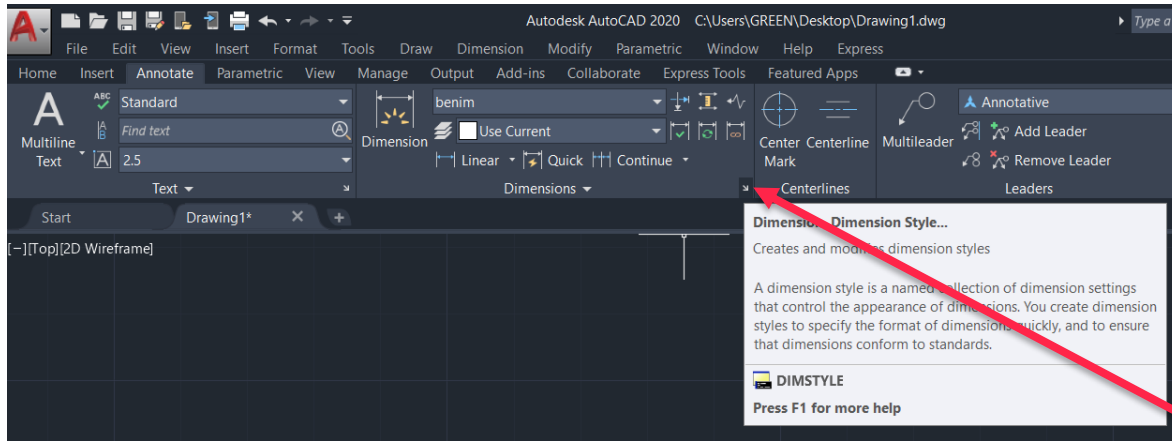 Autodesk AutoCAD 2020 C:\Users\GREEN\Desktop\Drawing1.dwg Type a
File Edit View Insert Format Tools Draw Dimension Modify Parametric Window Help Express
Home Insert Annotate Parametric View Manage Output Add-ins Collaborate Express Tools Featured Apps
ABC Standard benim Annotative
Find text Use Current Add Leader
Multiline Text
Dimension
Center Mark
Centerline
Multileader
2.5 Linear Quick Continue Remove Leader
Text Dimensions Centerlines Leaders
Start Drawing1* +
[−][Top][2D Wireframe]
Dimension, Dimension Style...
Creates and modifies dimension styles
A dimension style is a named collection of dimension settings
that control the appearance of dimensions. You create dimension
styles to specify the format of dimensions quickly, and to ensure
that dimensions conform to standards.
DIMSTYLE
Press F1 for more help